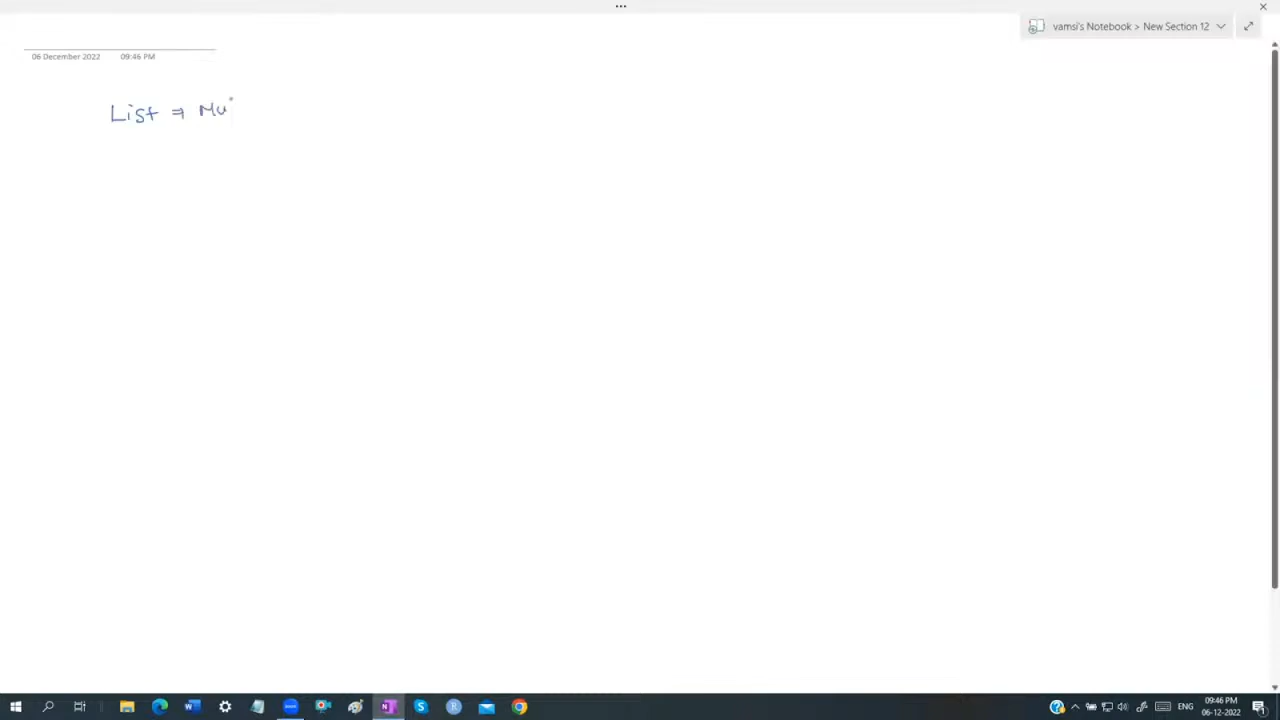 vamsi's Notebook > New Section 12
06 December 2022 09:46 PM
List ⇒ Mu
ENG
09:46 PM
06-12-2022